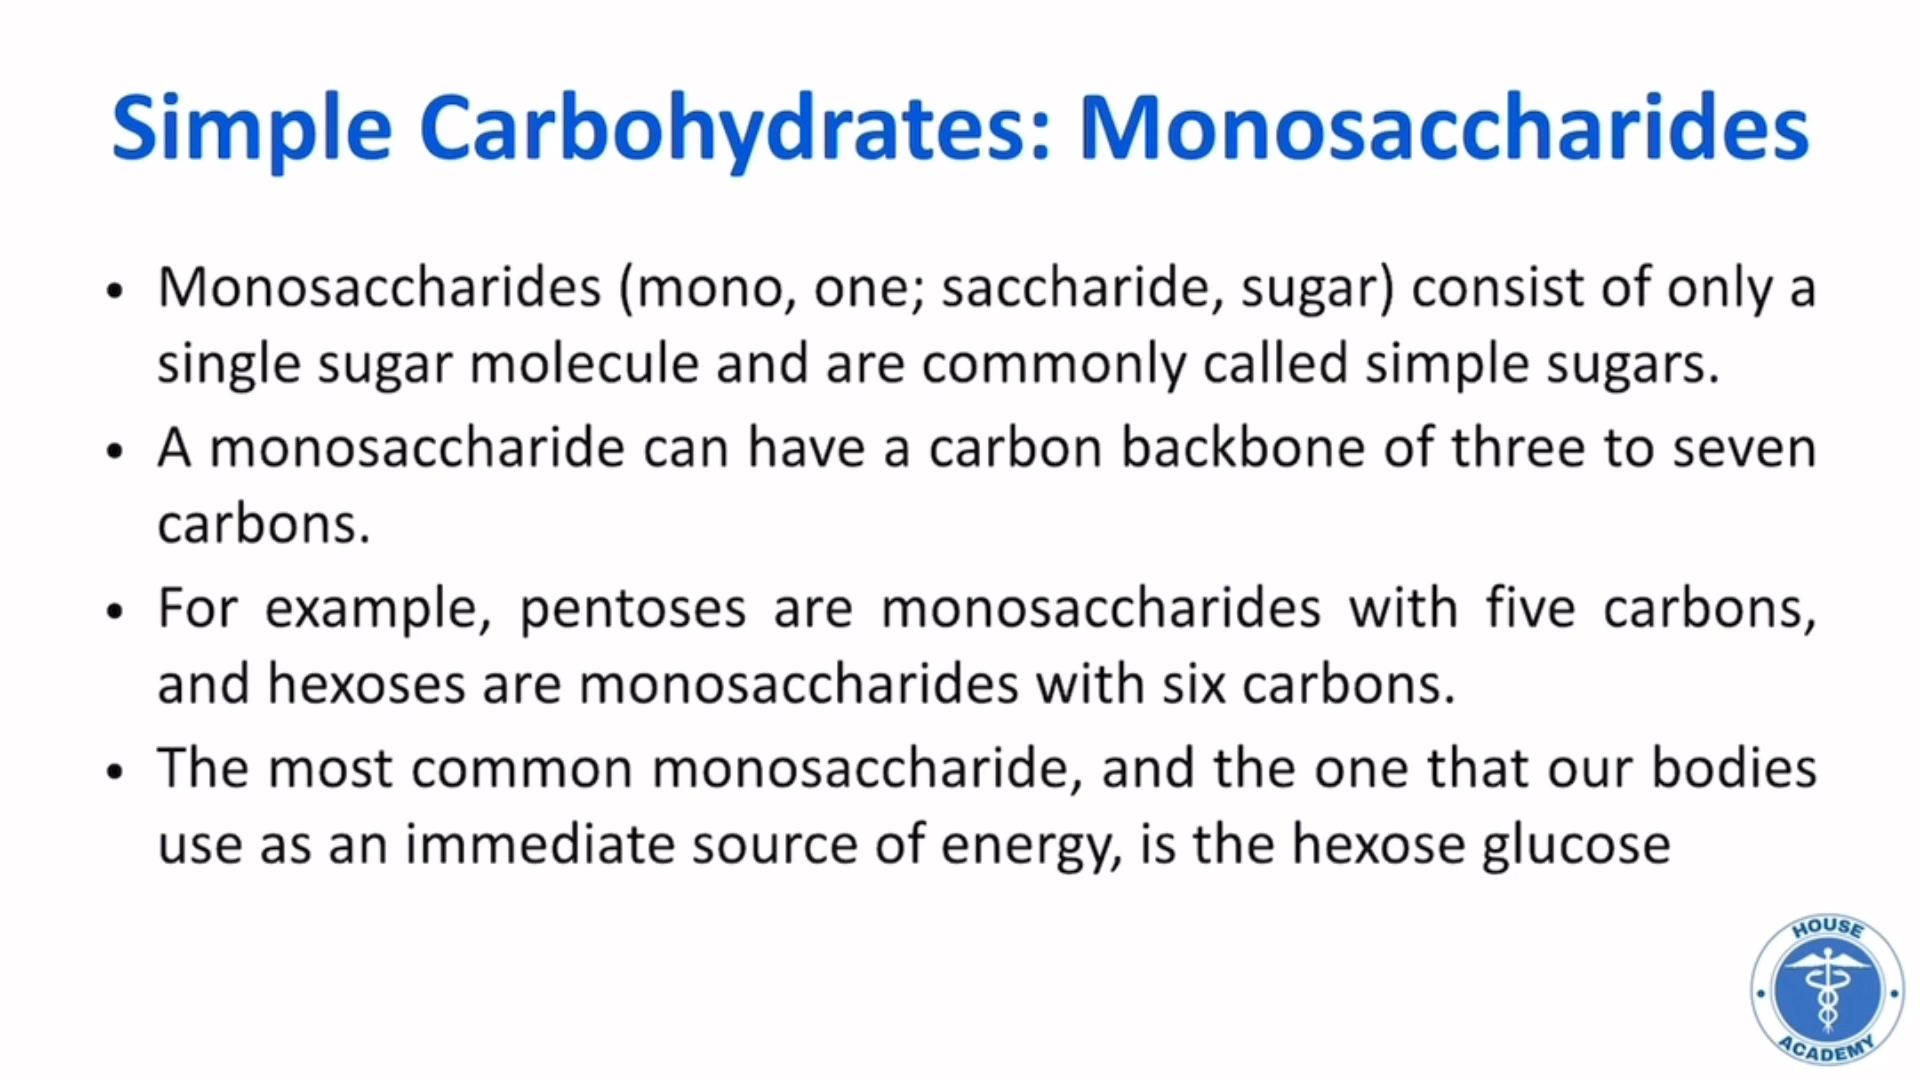 Simple Carbohydrates: Monosaccharides
• Monosaccharides (mono, one; saccharide, sugar) consist of only a
single sugar molecule and are commonly called simple sugars.
• A monosaccharide can have a carbon backbone of three to seven
carbons.
• For example, pentoses are monosaccharides with five carbons,
and hexoses are monosaccharides with six carbons.
• The most common monosaccharide, and the one that our bodies
use as an immediate source of energy, is the hexose glucose
HOUSE
ACADEMY